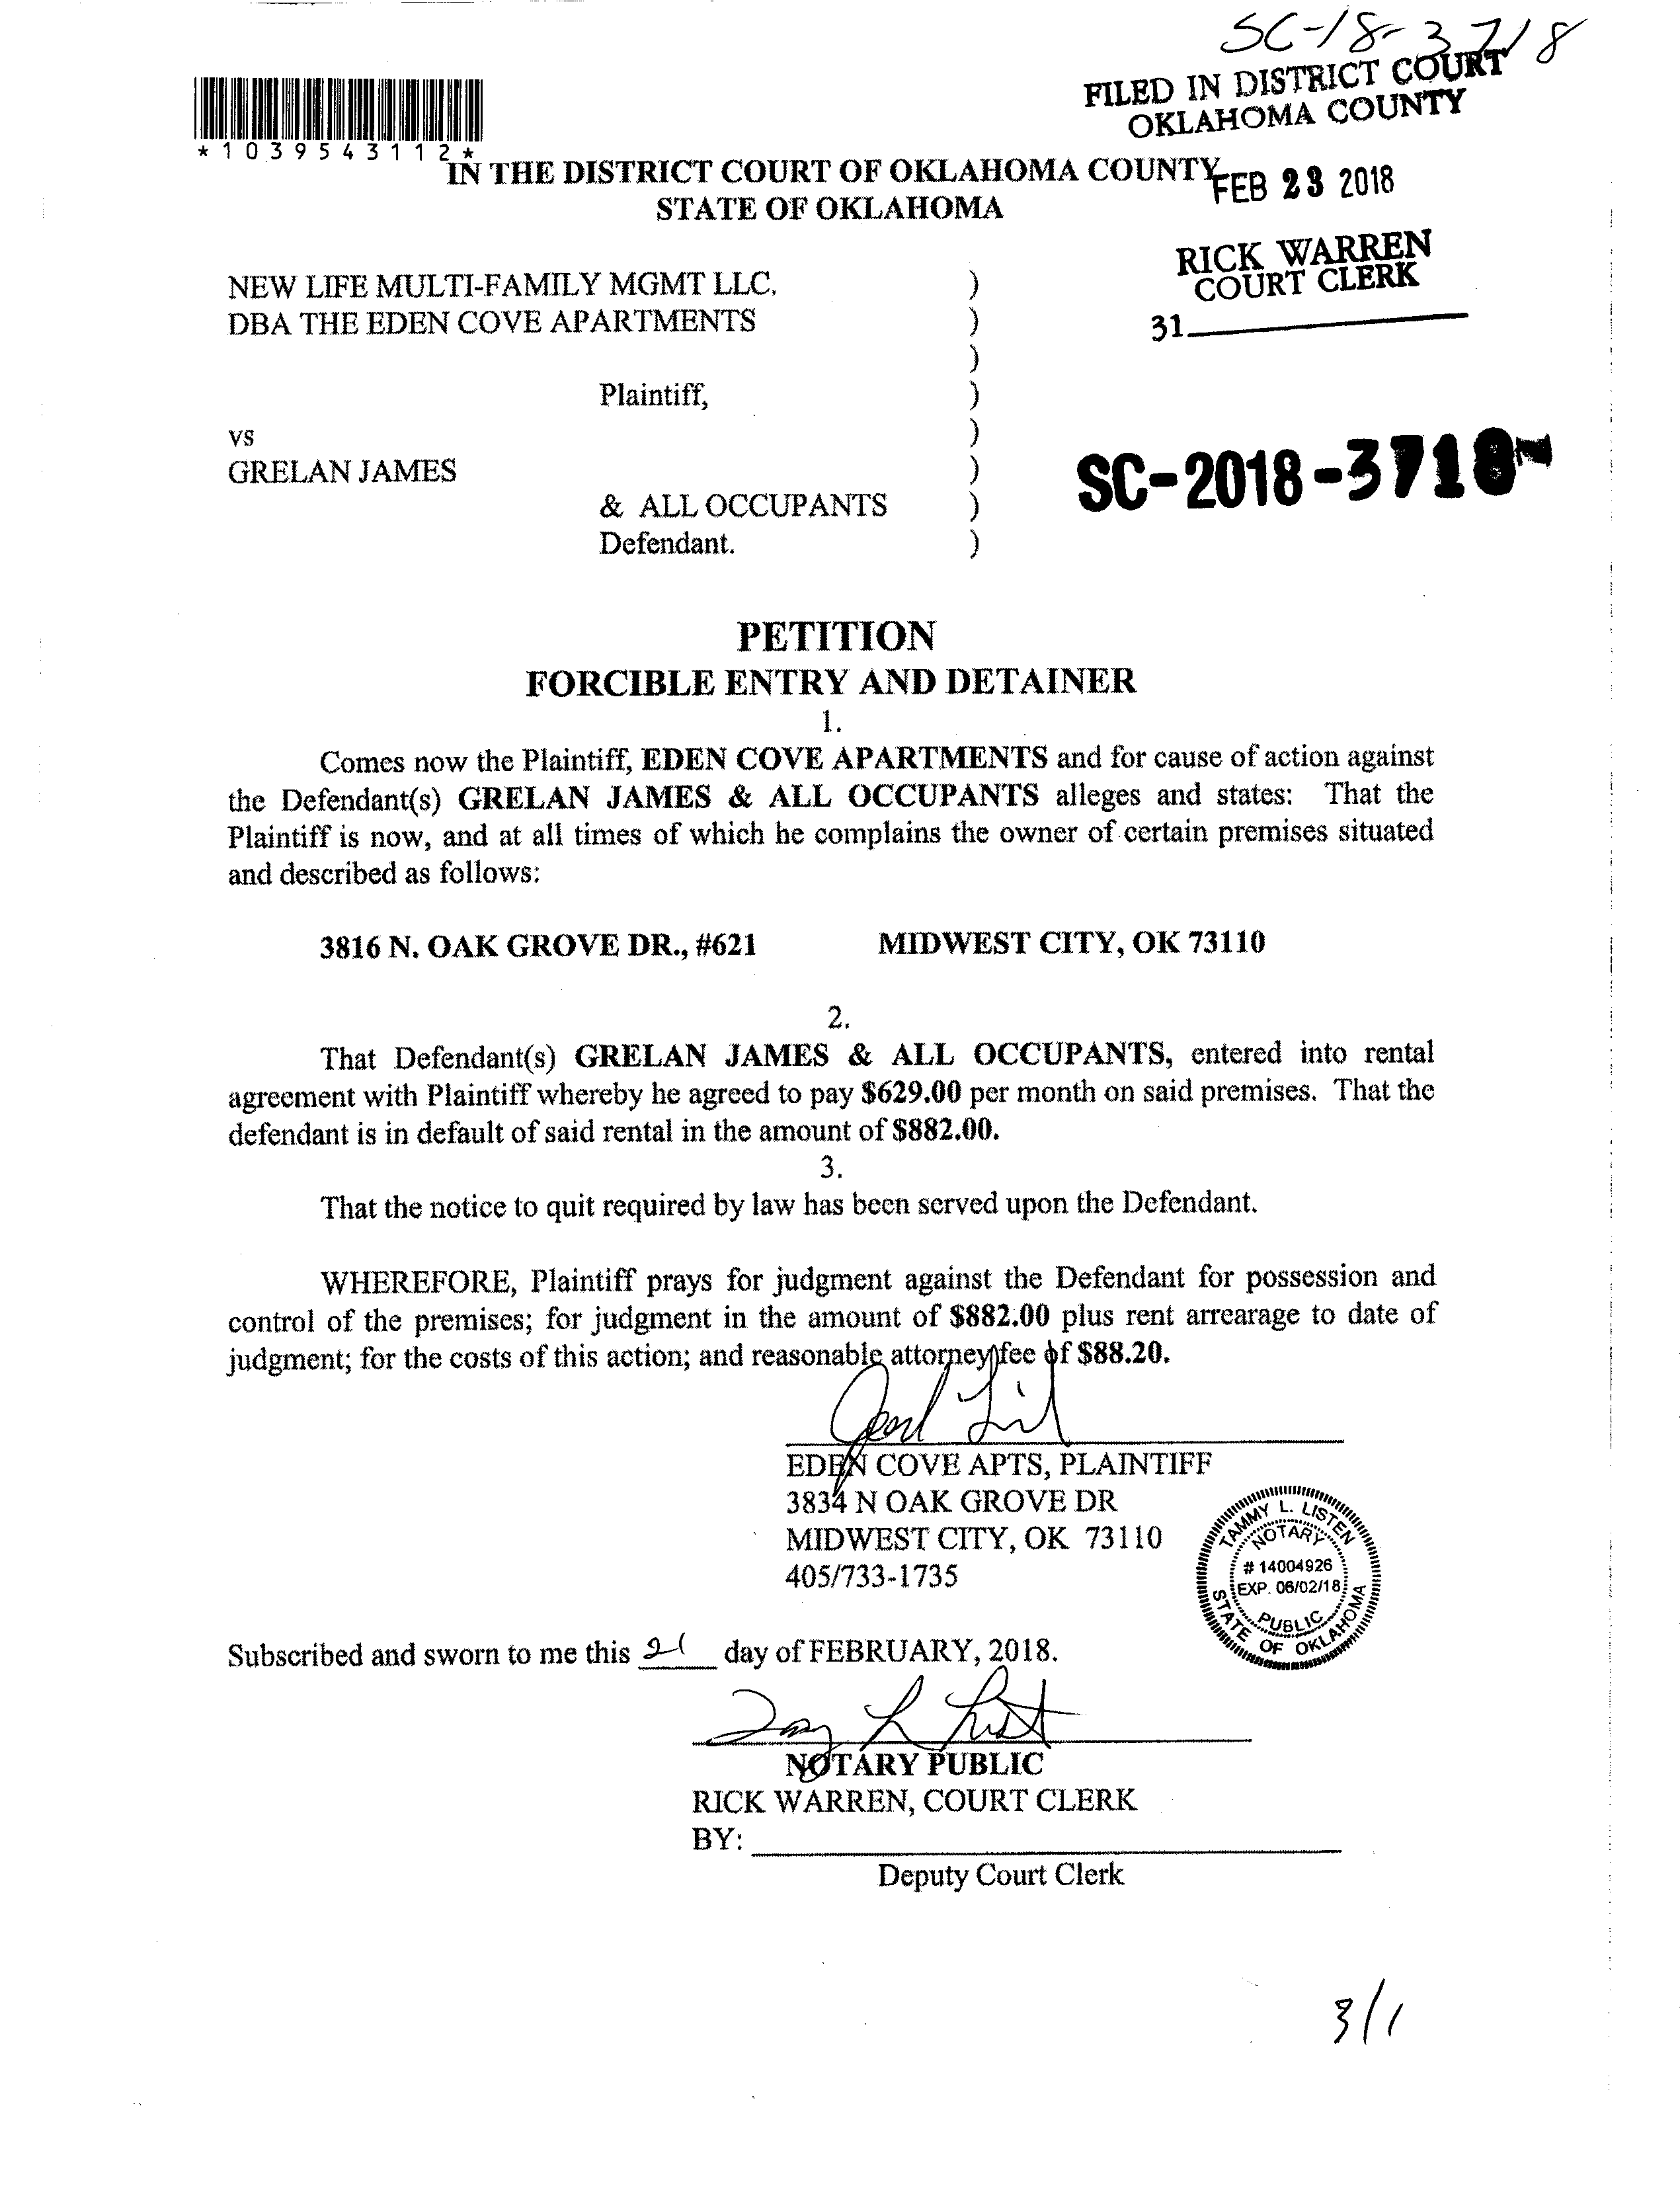 SC-18-3718
FILED IN DISTRICT COURT
OKLAHOMA COUNTY
*1039543112*
IN THE DISTRICT COURT OF OKLAHOMA COUNTY
STATE OF OKLAHOMA
FEB 23 2018
RICK WARREN
COURT CLERK
31
NEW LIFE MULTI-FAMILY MGMT LLC, )
DBA THE EDEN COVE APARTMENTS )
)
Plaintiff, )
vs )
GRELAN JAMES )
& ALL OCCUPANTS )
Defendant. )
SC-2018-3718
PETITION
FORCIBLE ENTRY AND DETAINER
1.
Comes now the Plaintiff, EDEN COVE APARTMENTS and for cause of action against
the Defendant(s) GRELAN JAMES & ALL OCCUPANTS alleges and states: That the
Plaintiff is now, and at all times of which he complains the owner of certain premises situated
and described as follows:
3816 N. OAK GROVE DR., #621 MIDWEST CITY, OK 73110
2.
That Defendant(s) GRELAN JAMES & ALL OCCUPANTS, entered into rental
agreement with Plaintiff whereby he agreed to pay $629.00 per month on said premises. That the
defendant is in default of said rental in the amount of $882.00.
3.
That the notice to quit required by law has been served upon the Defendant.
WHEREFORE, Plaintiff prays for judgment against the Defendant for possession and
control of the premises; for judgment in the amount of $882.00 plus rent arrearage to date of
judgment; for the costs of this action; and reasonable attorney fee of $88.20.
EDEN COVE APTS, PLAINTIFF
3834 N OAK GROVE DR
MIDWEST CITY, OK 73110
405/733-1735
TAMMY L. LISTEN
NOTARY
# 14004926
EXP. 06/02/18
PUBLIC
STATE OF OKLAHOMA
Subscribed and sworn to me this 21 day of FEBRUARY, 2018.
NOTARY PUBLIC
RICK WARREN, COURT CLERK
BY:
Deputy Court Clerk
3/1